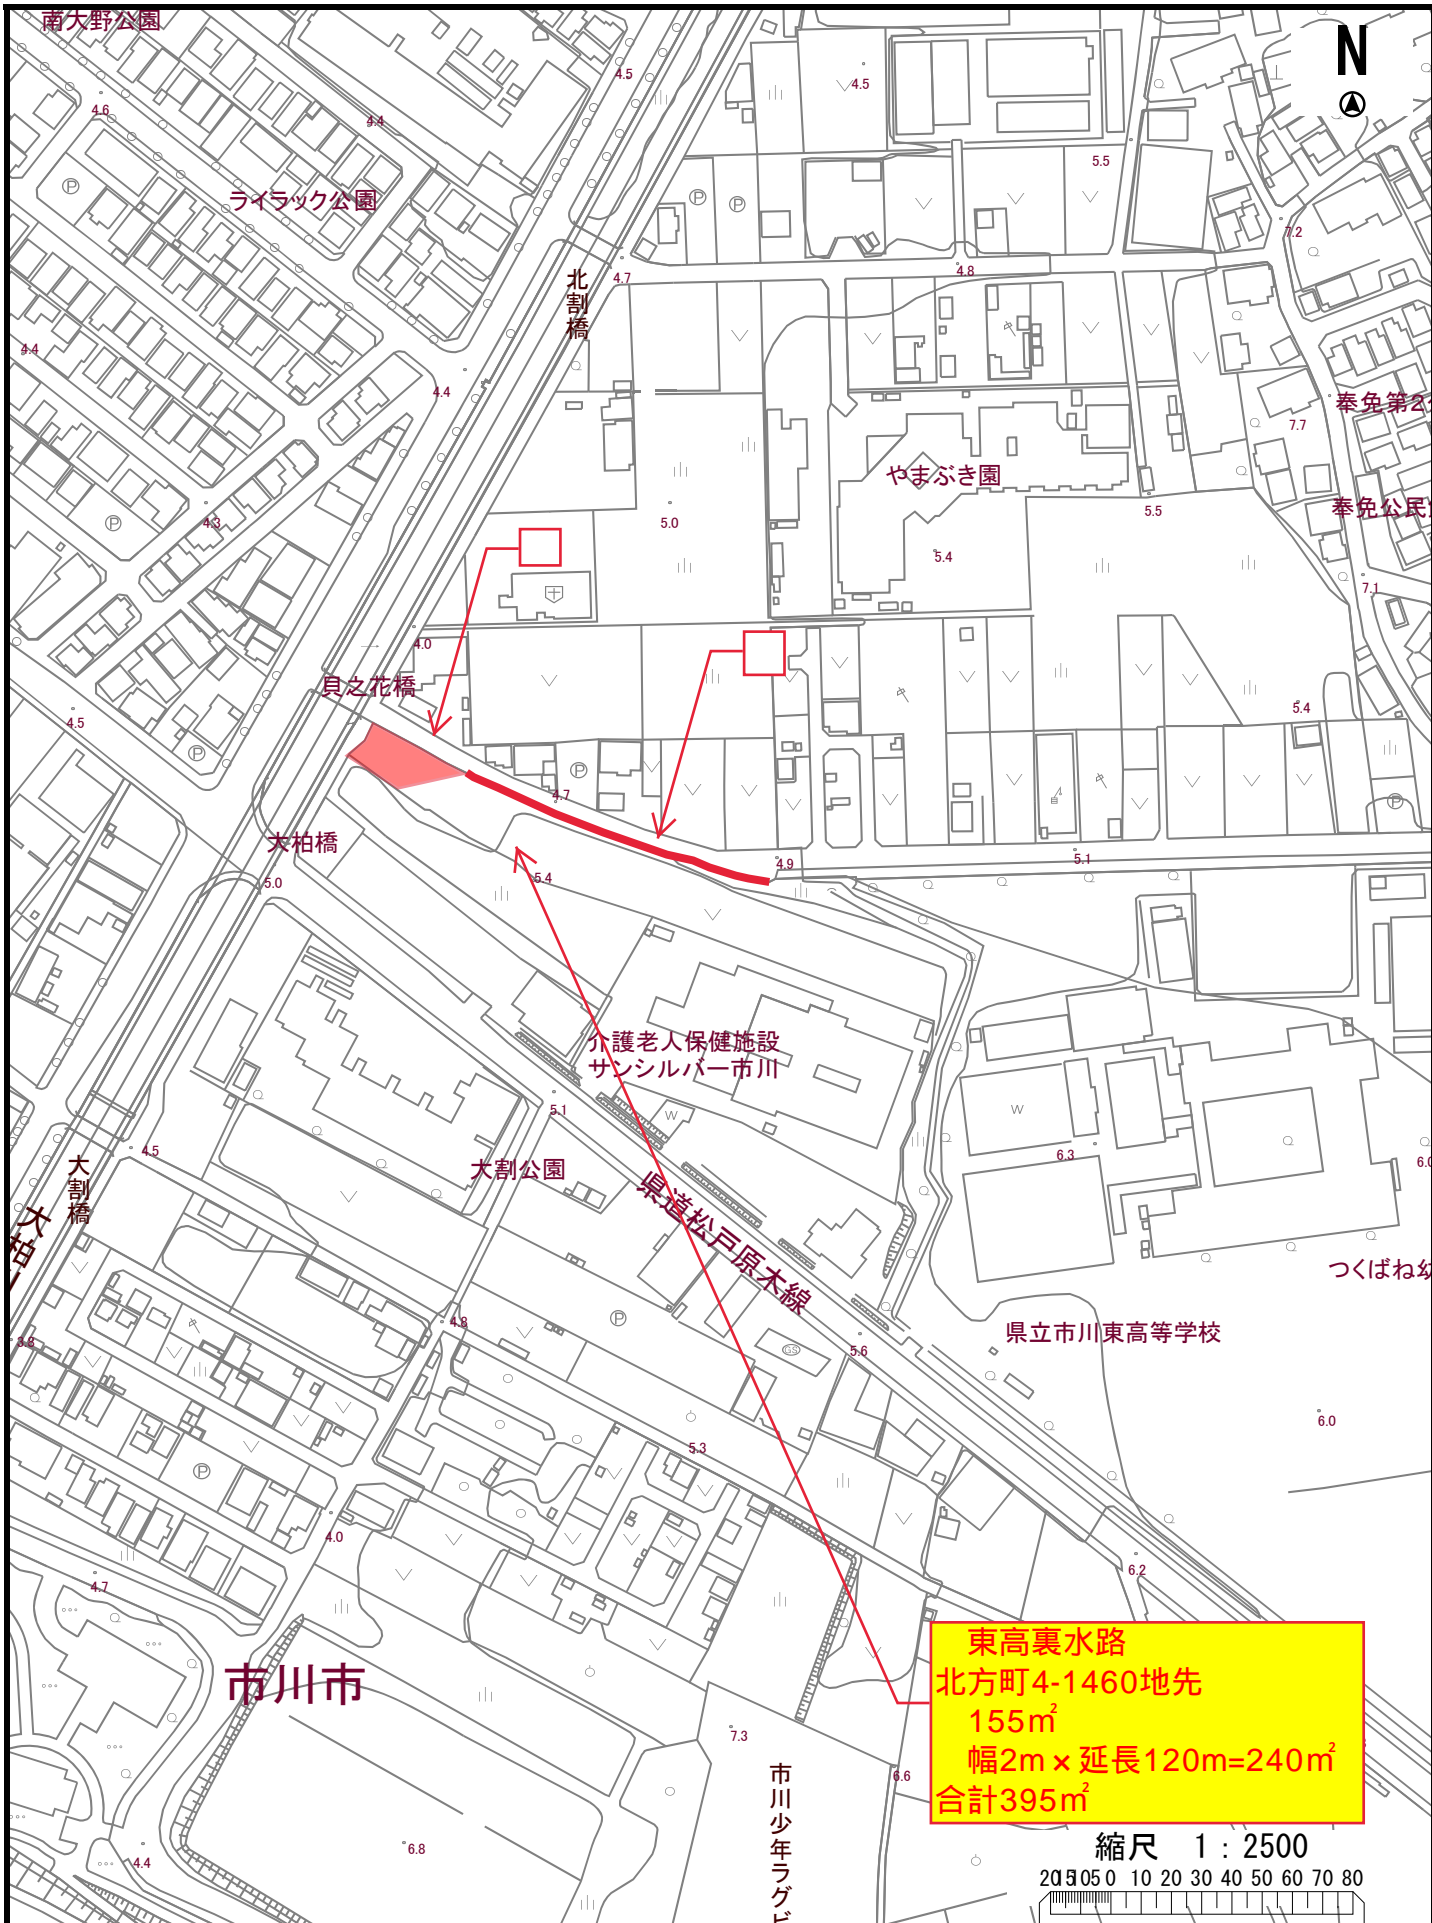 南大野公園
N
4.5
4.5
4.6
4.4
5.5
ライラック公園
7.2
4.7
4.8
北割橋
4.4
4.4
奉免第2
7.7
やまぶき園
4.3
5.0
5.5
奉免公民
5.4
7.1
4.0
貝之花橋
4.5
5.4
4.7
大柏橋
4.9
5.1
5.0
5.4
介護老人保健施設
サンシルバー市川
5.1
4.5
6.3
6.0
大割橋
大割公園
県道松戸原木線
大柏
つくばね幼
3.8
4.8
県立市川東高等学校
5.6
6.0
5.3
4.0
4.7
6.2
市川市
東高裏水路
北方町4-1460地先
155㎡
幅2m×延長120m=240㎡
合計395㎡
7.3
6.6
市川少年ラグビ
6.8
4.4
縮尺 1：2500
20 15 10 5 0 10 20 30 40 50 60 70 80